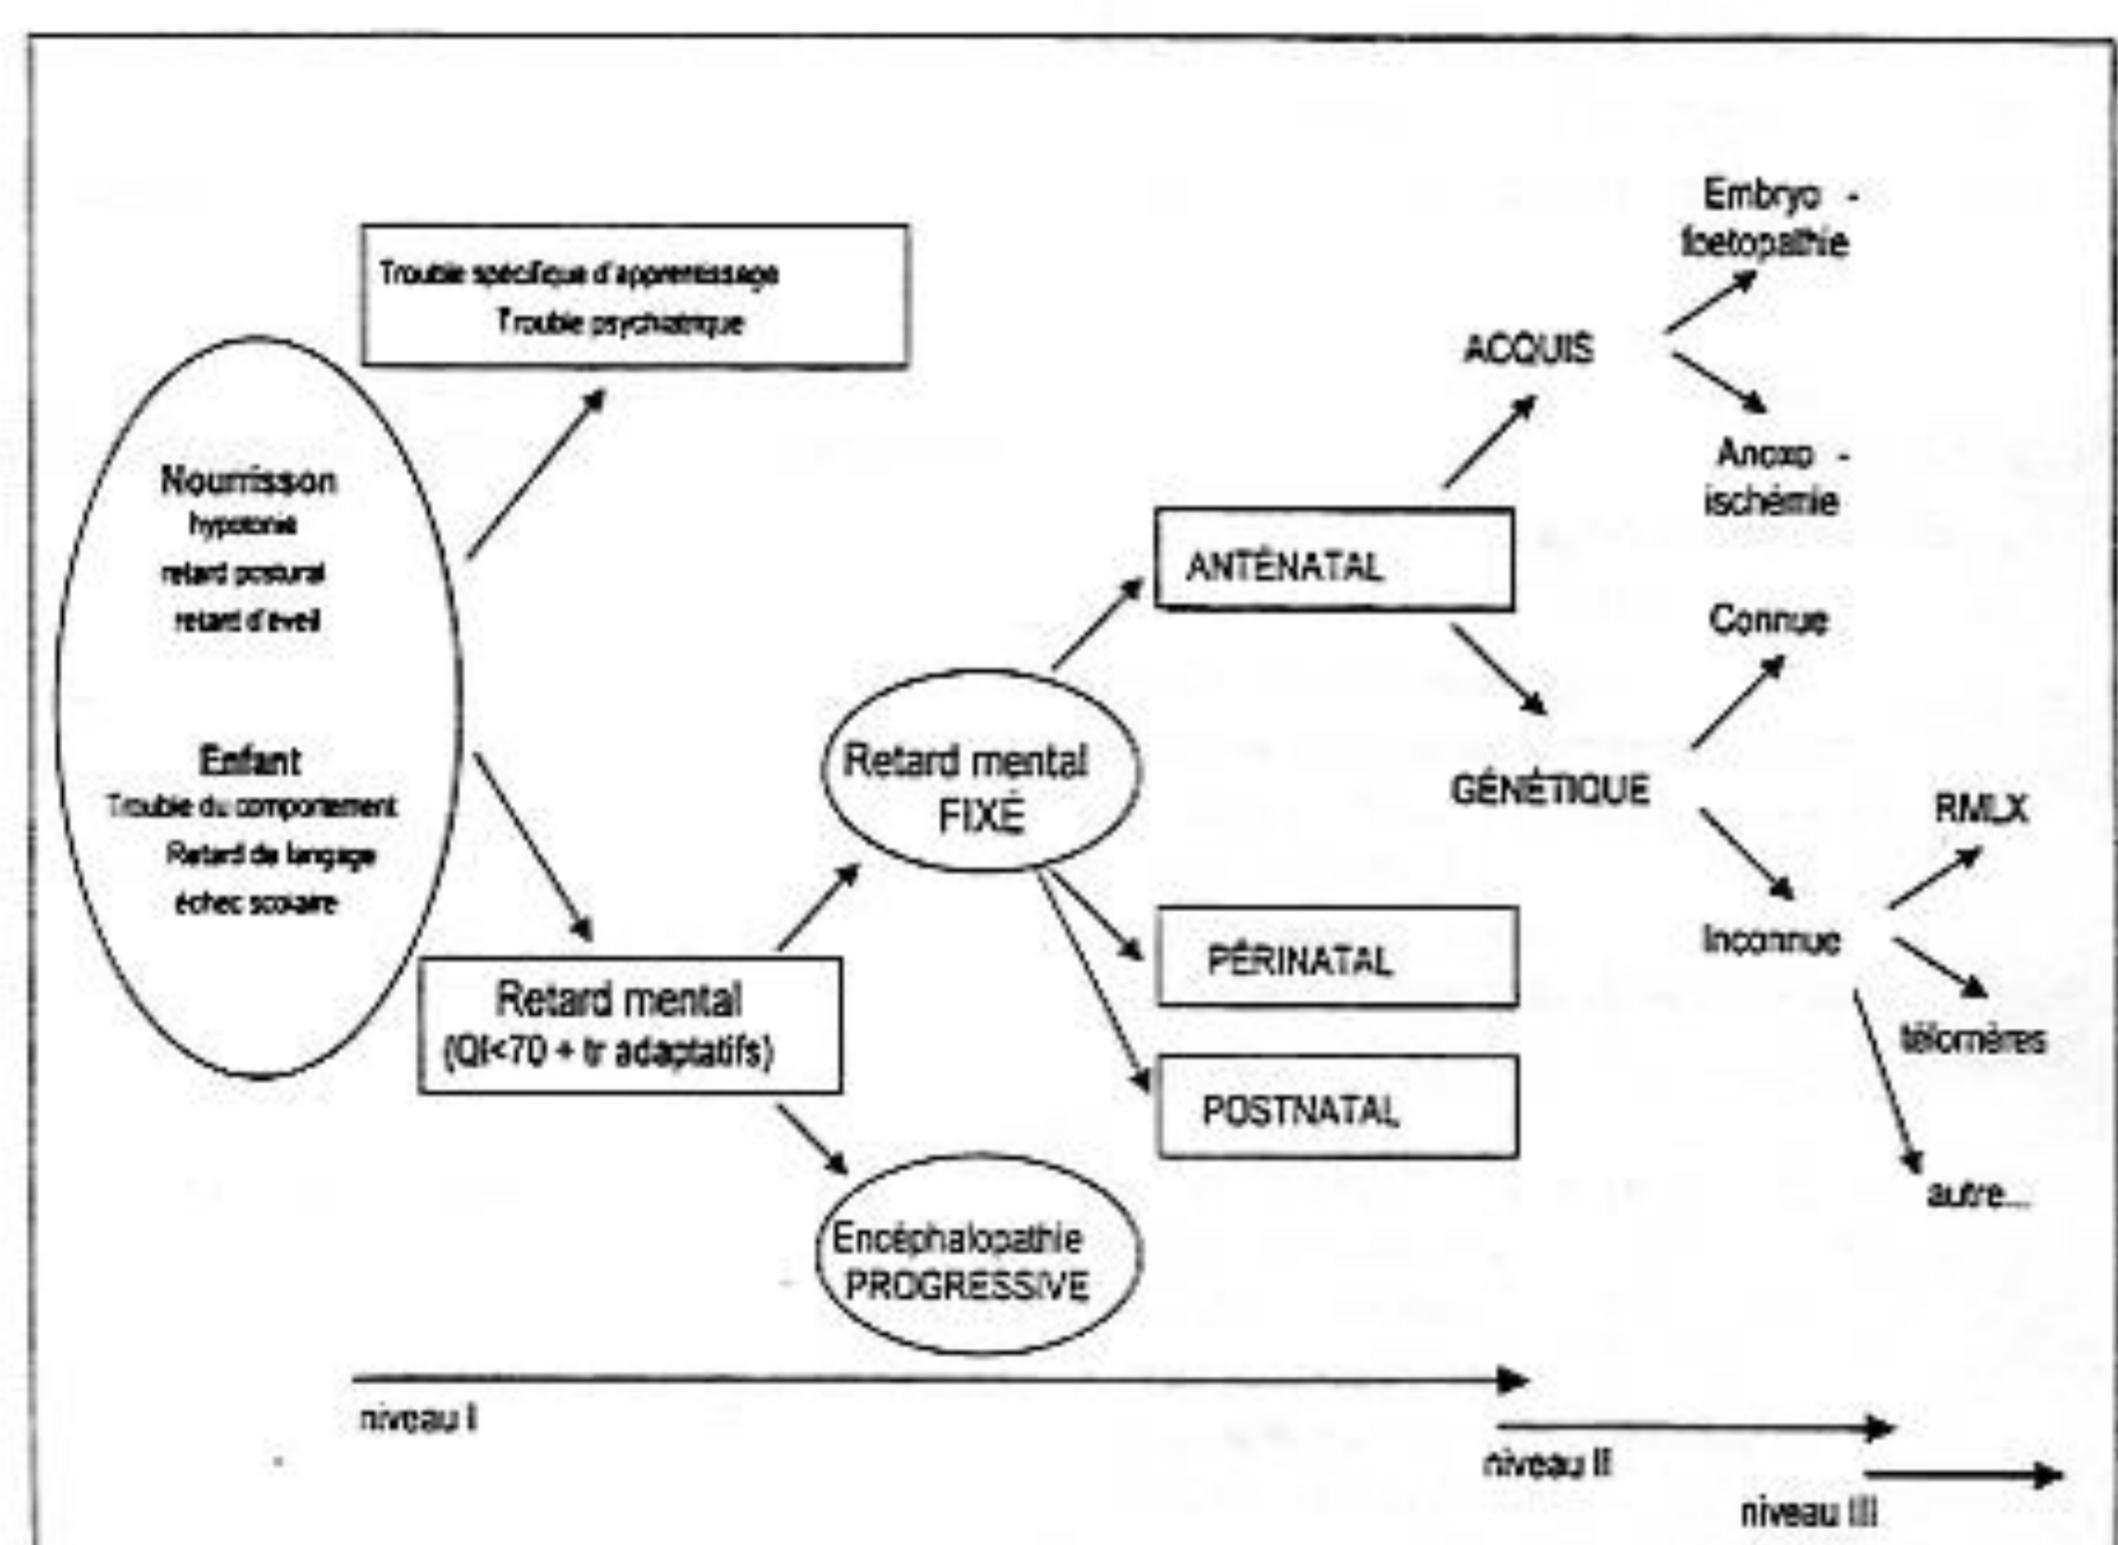 Trouble spécifique d'apprentissage
Trouble psychiatrique
Nourrisson
hypotonie
retard postural
retard d'éveil
Enfant
Trouble du comportement
Retard de langage
échec scolaire
Retard mental
(QI<70 + tr adaptatifs)
Retard mental
FIXÉ
Encéphalopathie
PROGRESSIVE
ANTÉNATAL
PÉRINATAL
POSTNATAL
ACQUIS
Embryo -
foetopathie
Anoxo -
ischémie
GÉNÉTIQUE
Connue
Inconnue
RMLX
télomères
autre...
niveau I
niveau II
niveau III